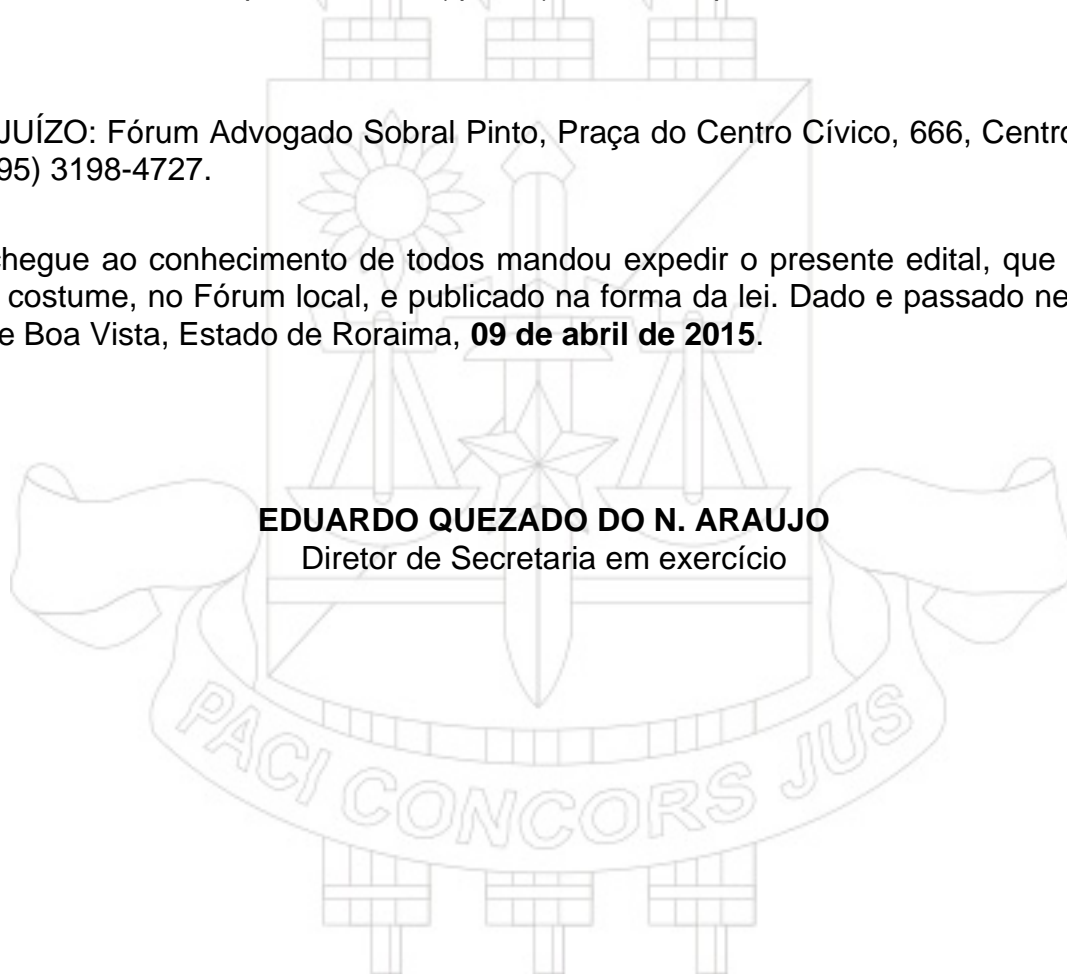 JUÍZO: Fórum Advogado Sobral Pinto, Praça do Centro Cívico, 666, Centro
95) 3198-4727.
chegue ao conhecimento de todos mandou expedir o presente edital, que
costume, no Fórum local, e publicado na forma da lei. Dado e passado ne
e Boa Vista, Estado de Roraima, 09 de abril de 2015.
EDUARDO QUEZADO DO N. ARAUJO
Diretor de Secretaria em exercício
PACI CONCORS JUS